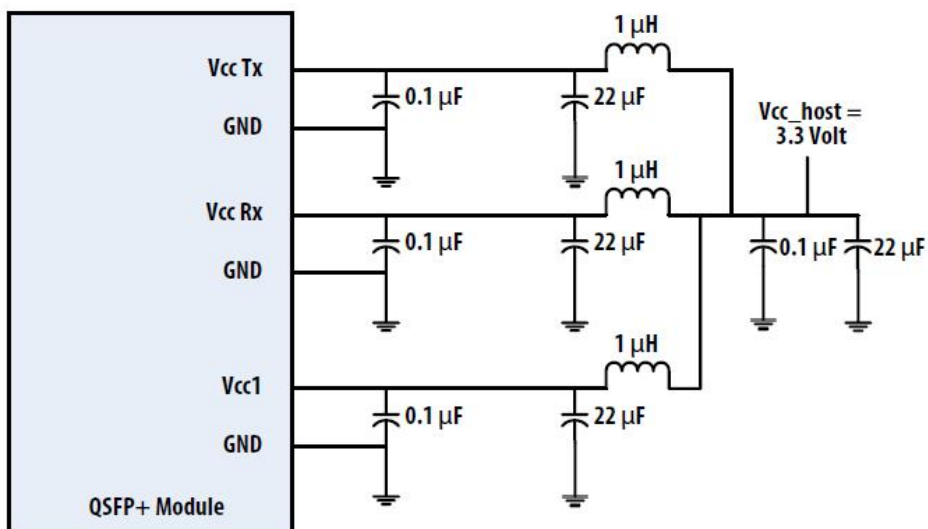 1 µH
Vcc Tx
0.1 µF
22 µF
GND
Vcc_host =
3.3 Volt
1 µH
Vcc Rx
0.1 µF
22 µF
0.1 µF
22 µF
GND
1 µH
Vcc1
0.1 µF
22 µF
GND
QSFP+ Module